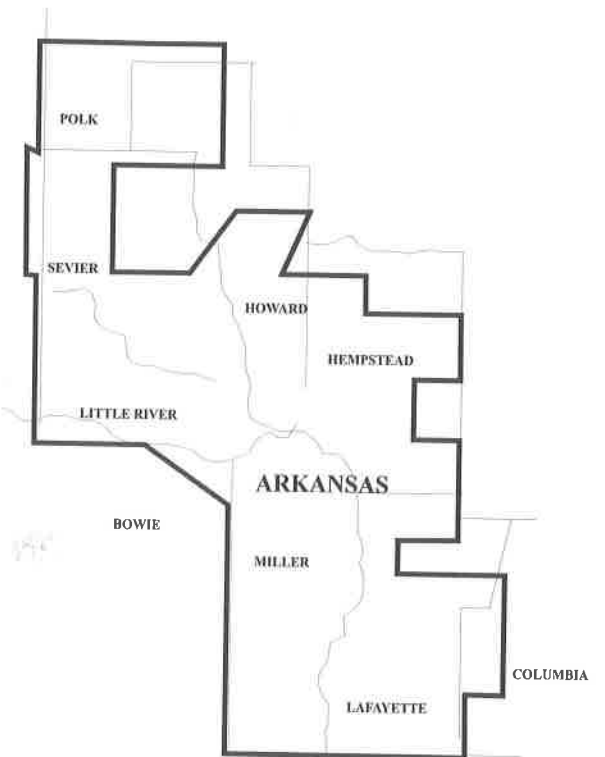 POLK
SEVIER
HOWARD
HEMPSTEAD
LITTLE RIVER
ARKANSAS
BOWIE
MILLER
COLUMBIA
LAFAYETTE